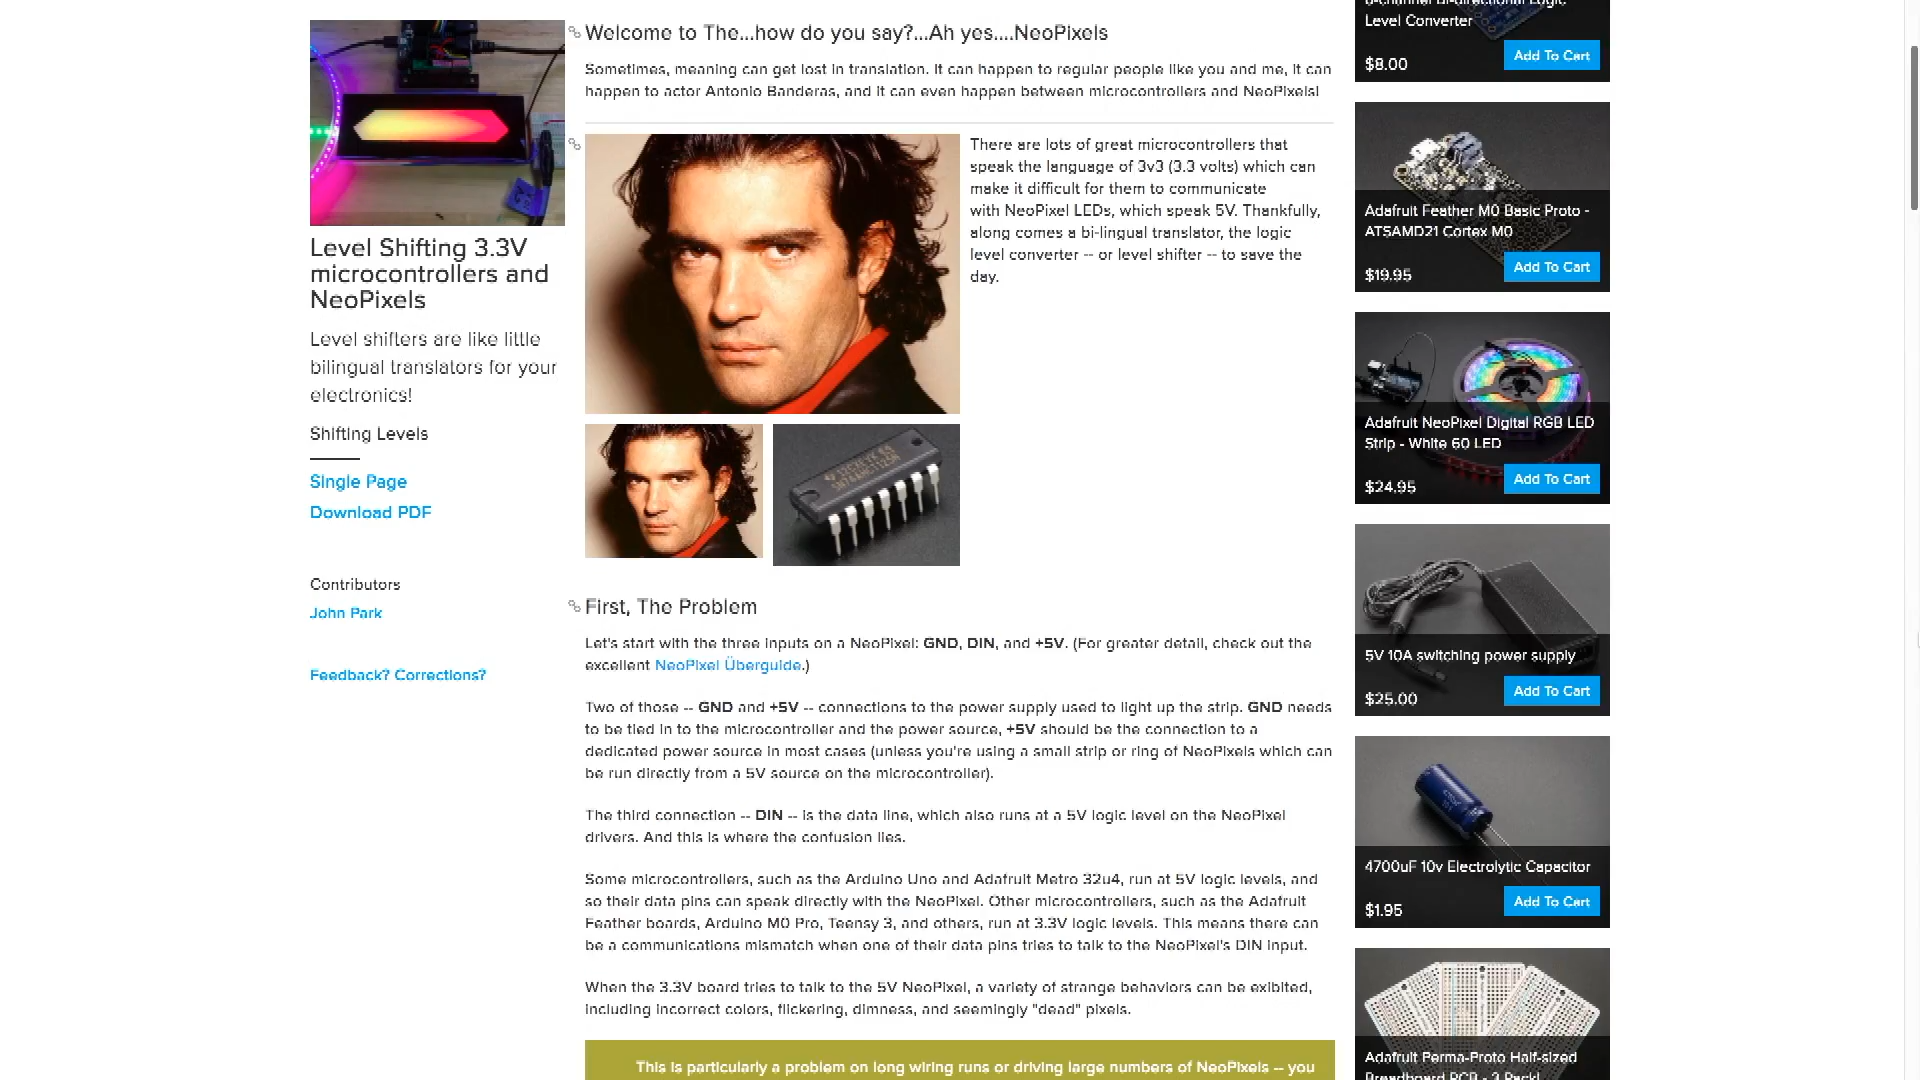 Level Shifting 3.3V
microcontrollers and
NeoPixels
Level shifters are like little
bilingual translators for your
electronics!
Shifting Levels
Single Page
Download PDF
Contributors
John Park
Feedback? Corrections?
Welcome to The...how do you say?...Ah yes....NeoPixels
Sometimes, meaning can get lost in translation. It can happen to regular people like you and me, it can
happen to actor Antonio Banderas, and it can even happen between microcontrollers and NeoPixels!
There are lots of great microcontrollers that
speak the language of 3v3 (3.3 volts) which can
make it difficult for them to communicate
with NeoPixel LEDs, which speak 5V. Thankfully,
along comes a bi-lingual translator, the logic
level converter -- or level shifter -- to save the
day.
First, The Problem
Let's start with the three inputs on a NeoPixel: GND, DIN, and +5V. (For greater detail, check out the
excellent NeoPixel Überguide.)
Two of those -- GND and +5V -- connections to the power supply used to light up the strip. GND needs
to be tied in to the microcontroller and the power source, +5V should be the connection to a
dedicated power source in most cases (unless you're using a small strip or ring of NeoPixels which can
be run directly from a 5V source on the microcontroller).
The third connection -- DIN -- is the data line, which also runs at a 5V logic level on the NeoPixel
drivers. And this is where the confusion lies.
Some microcontrollers, such as the Arduino Uno and Adafruit Metro 32u4, run at 5V logic levels, and
so their data pins can speak directly with the NeoPixel. Other microcontrollers, such as the Adafruit
Feather boards, Arduino M0 Pro, Teensy 3, and others, run at 3.3V logic levels. This means there can
be a communications mismatch when one of their data pins tries to talk to the NeoPixel's DIN input.
When the 3.3V board tries to talk to the 5V NeoPixel, a variety of strange behaviors can be exibited,
including incorrect colors, flickering, dimness, and seemingly "dead" pixels.
This is particularly a problem on long wiring runs or driving large numbers of NeoPixels -- you
8-channel Bi-directional Logic
Level Converter
$8.00
Add To Cart
Adafruit Feather M0 Basic Proto -
ATSAMD21 Cortex M0
$19.95
Add To Cart
Adafruit NeoPixel Digital RGB LED
Strip - White 60 LED
$24.95
Add To Cart
5V 10A switching power supply
$25.00
Add To Cart
4700uF 10v Electrolytic Capacitor
$1.95
Add To Cart
Adafruit Perma-Proto Half-sized
Breadboard PCB - 3 Pack!